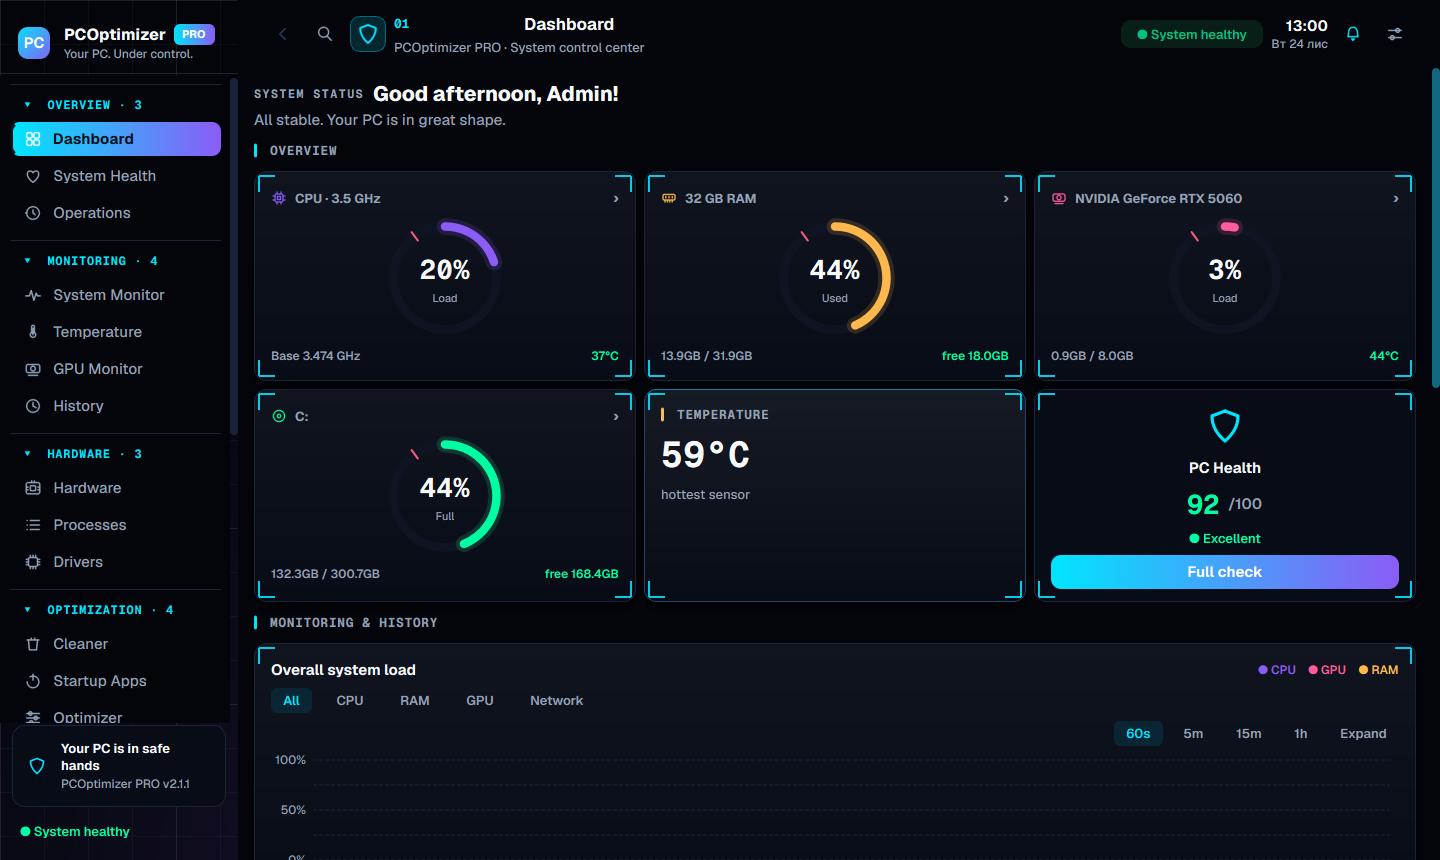 PC
PCOptimizer PRO
Your PC. Under control.
OVERVIEW · 3
Dashboard
System Health
Operations
MONITORING · 4
System Monitor
Temperature
GPU Monitor
History
HARDWARE · 3
Hardware
Processes
Drivers
OPTIMIZATION · 4
Cleaner
Startup Apps
Optimizer
Your PC is in safe
hands
PCOptimizer PRO v2.1.1
System healthy
01
Dashboard
PCOptimizer PRO · System control center
System healthy
13:00
Вт 24 лис
SYSTEM STATUS Good afternoon, Admin!
All stable. Your PC is in great shape.
OVERVIEW
CPU · 3.5 GHz
20%
Load
Base 3.474 GHz
37°C
32 GB RAM
44%
Used
13.9GB / 31.9GB
free 18.0GB
NVIDIA GeForce RTX 5060
3%
Load
0.9GB / 8.0GB
44°C
C:
44%
Full
132.3GB / 300.7GB
free 168.4GB
TEMPERATURE
59°C
hottest sensor
PC Health
92 /100
Excellent
Full check
MONITORING & HISTORY
Overall system load
CPU GPU RAM
All CPU RAM GPU Network
60s 5m 15m 1h Expand
100%
50%
0%